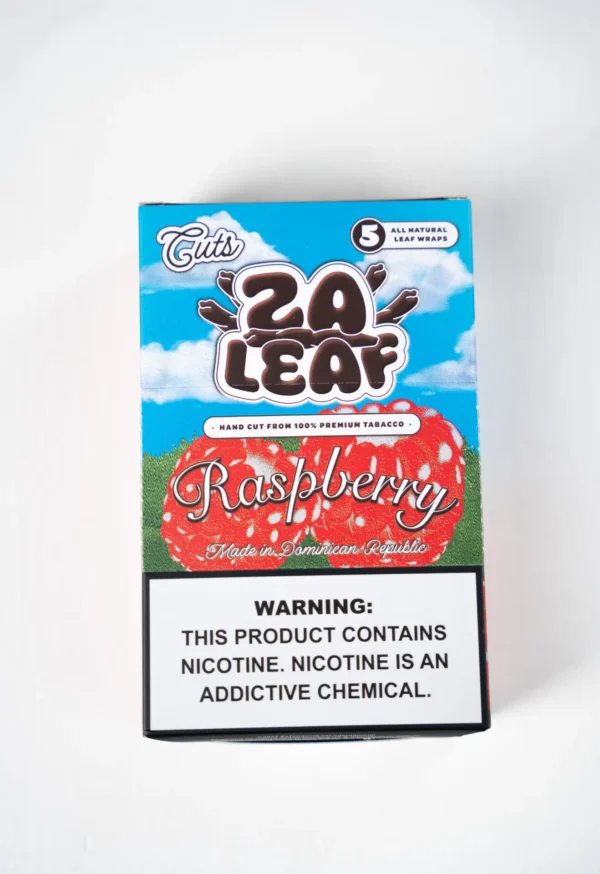 Cuts
5
ALL NATURAL
LEAF WRAPS
ZA
LEAF
· HAND CUT FROM 100% PREMIUM TABACCO ·
Raspberry
Made in Dominican Republic
WARNING:
THIS PRODUCT CONTAINS
NICOTINE. NICOTINE IS AN
ADDICTIVE CHEMICAL.